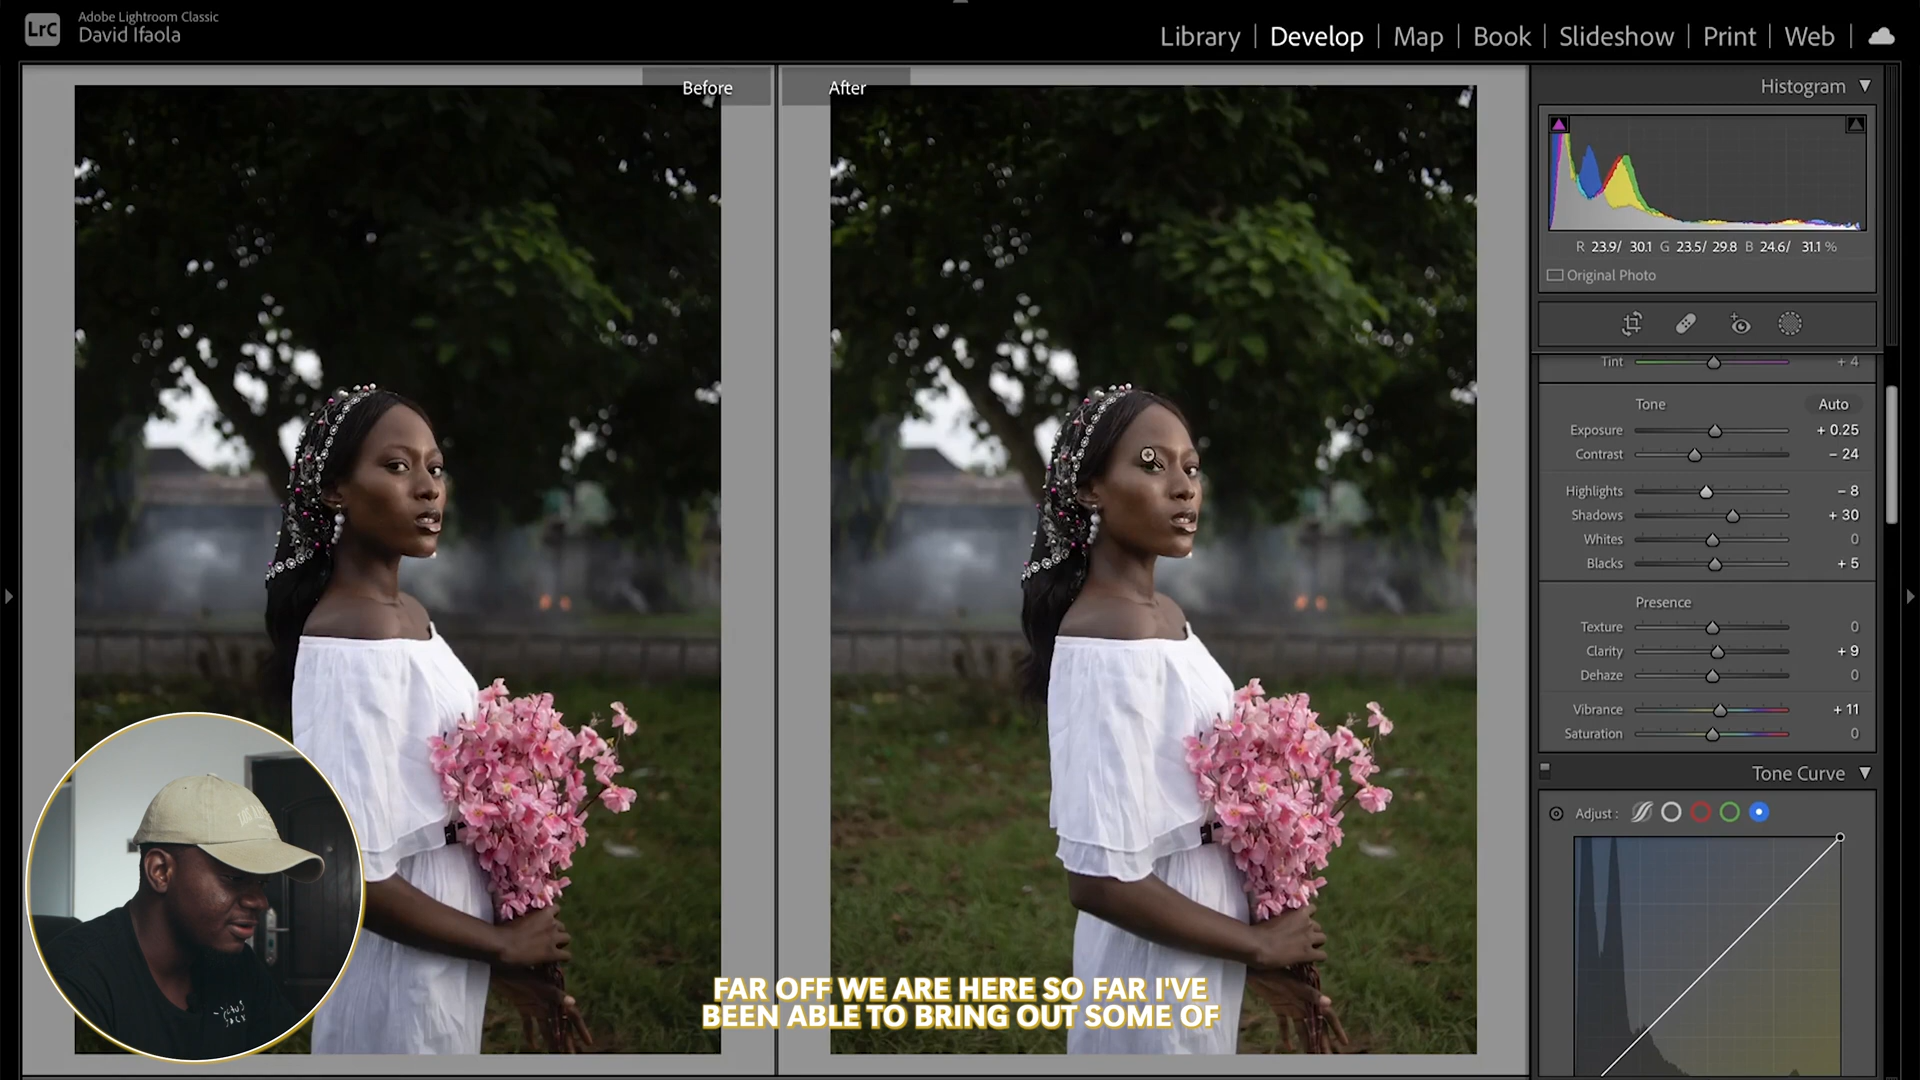 LrC
Adobe Lightroom Classic
David Ifaola
Library | Develop | Map | Book | Slideshow | Print | Web |
Before
After
Histogram
R 23.9/ 30.1 G 23.5/ 29.8 B 24.6/ 31.1 %
Original Photo
Tint + 4
Tone Auto
Exposure + 0.25
Contrast − 24
Highlights − 8
Shadows + 30
Whites 0
Blacks + 5
Presence
Texture 0
Clarity + 9
Dehaze 0
Vibrance + 11
Saturation 0
Tone Curve
Adjust :
FAR OFF WE ARE HERE SO FAR I'VE
BEEN ABLE TO BRING OUT SOME OF